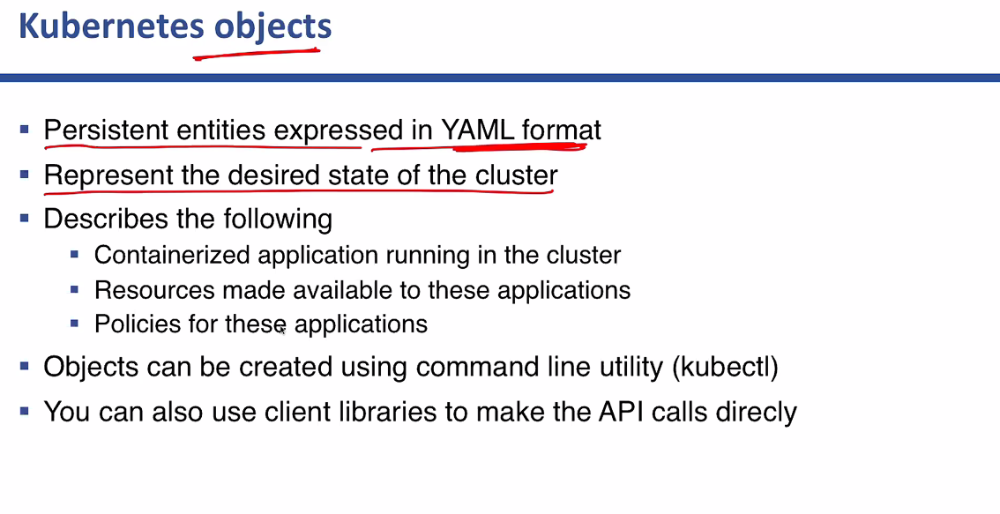 Kubernetes objects
Persistent entities expressed in YAML format
Represent the desired state of the cluster
Describes the following
Containerized application running in the cluster
Resources made available to these applications
Policies for these applications
Objects can be created using command line utility (kubectl)
You can also use client libraries to make the API calls direcly